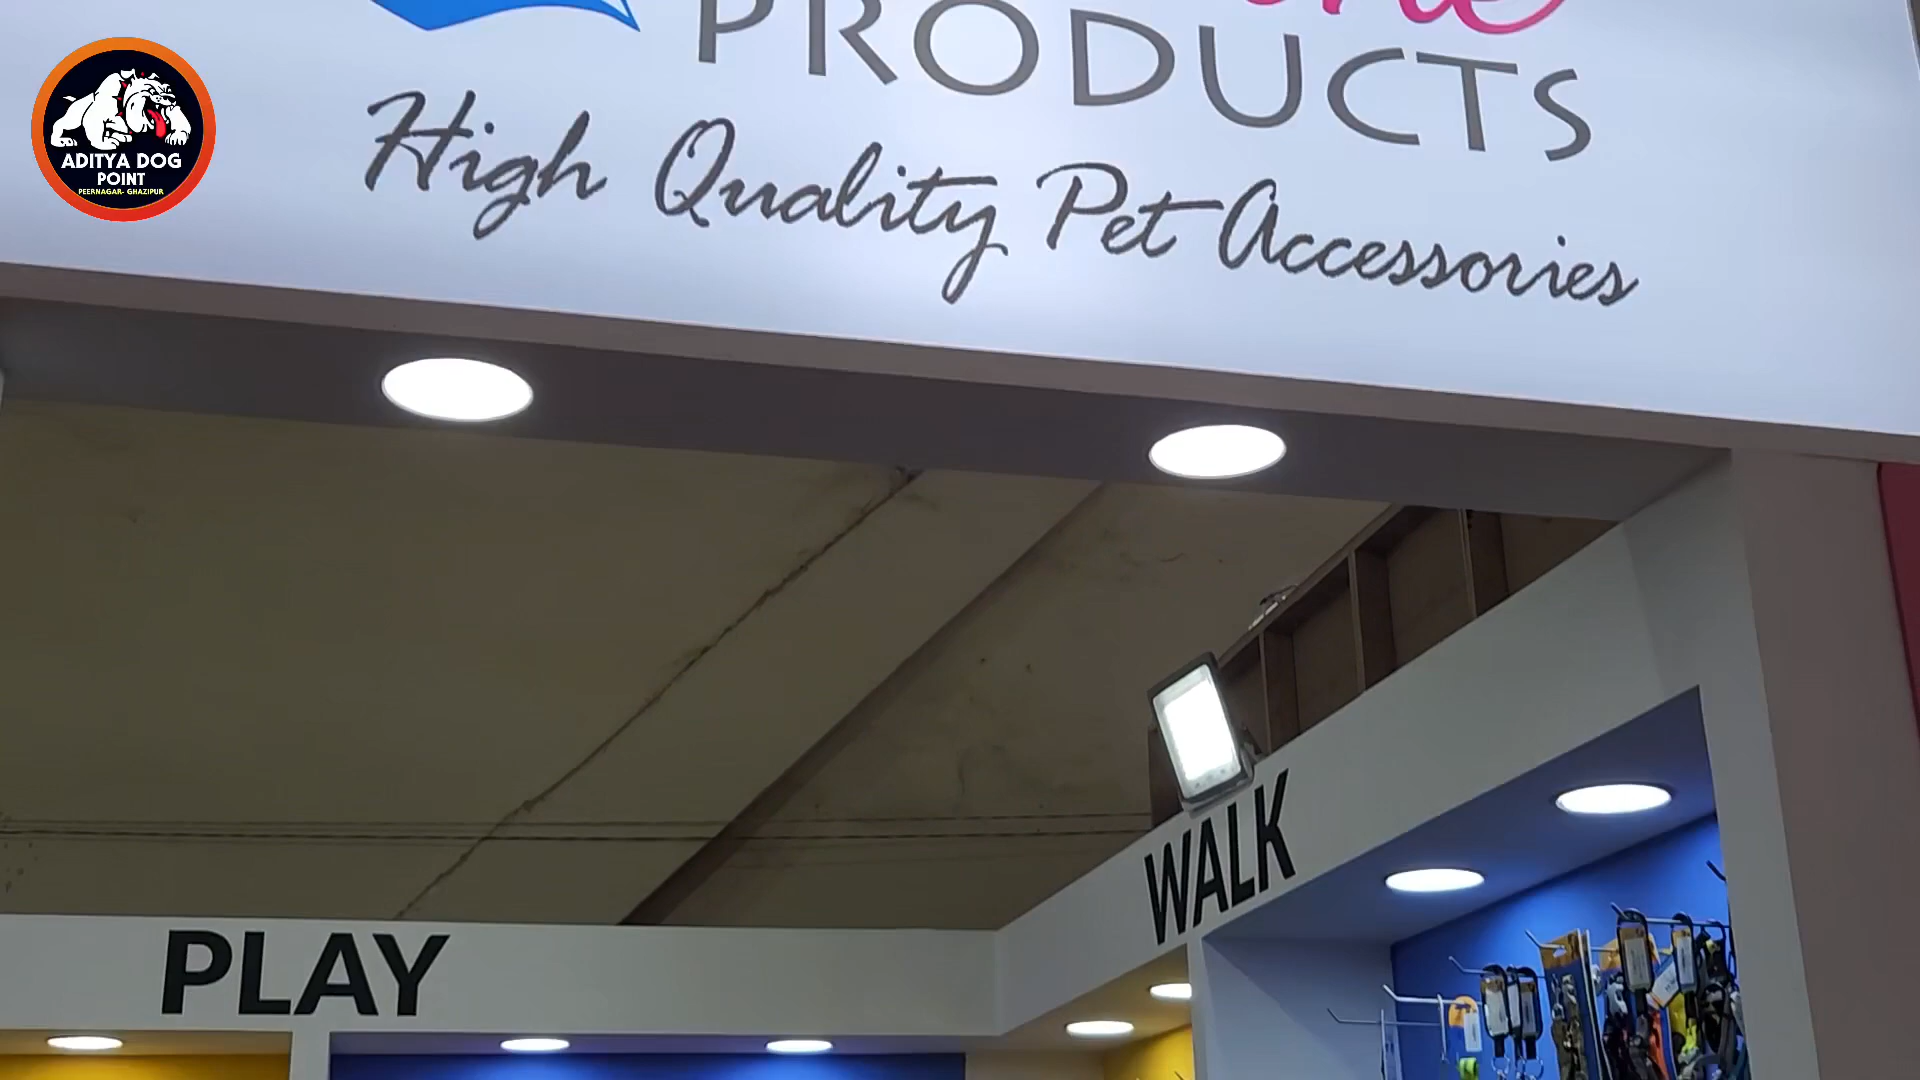 PRODUCTS
High Quality Pet Accessories
ADITYA DOG
POINT
PEERNAGAR- GHAZIPUR
WALK
PLAY